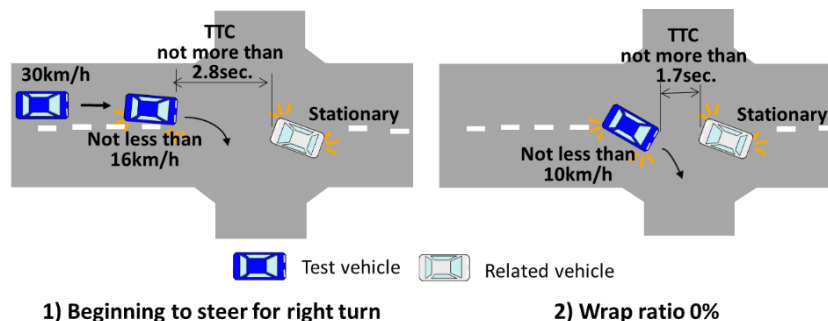 TTC
not more than
2.8sec.
30km/h
Stationary
Not less than
16km/h
TTC
not more than
1.7sec.
Stationary
Not less than
10km/h
Test vehicle
Related vehicle
1) Beginning to steer for right turn
2) Wrap ratio 0%